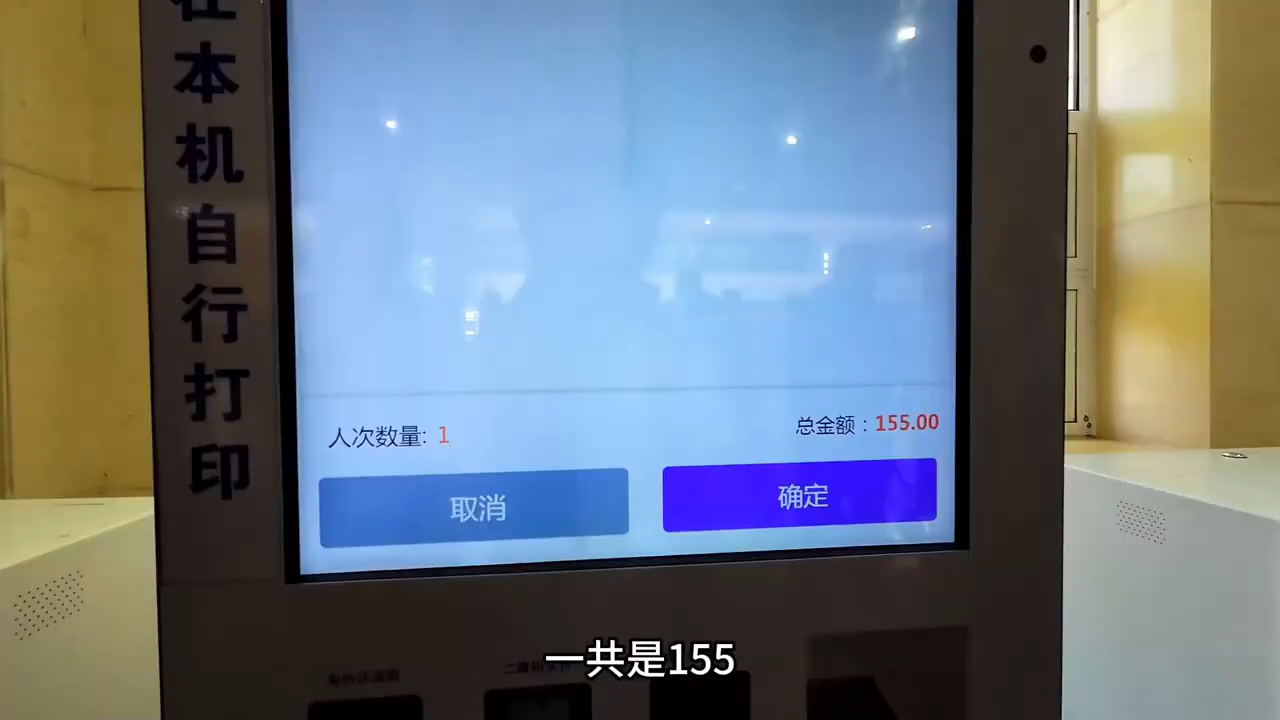 在本机自行打印
人次数量: 1
总金额：155.00
取消
确定
一共是155